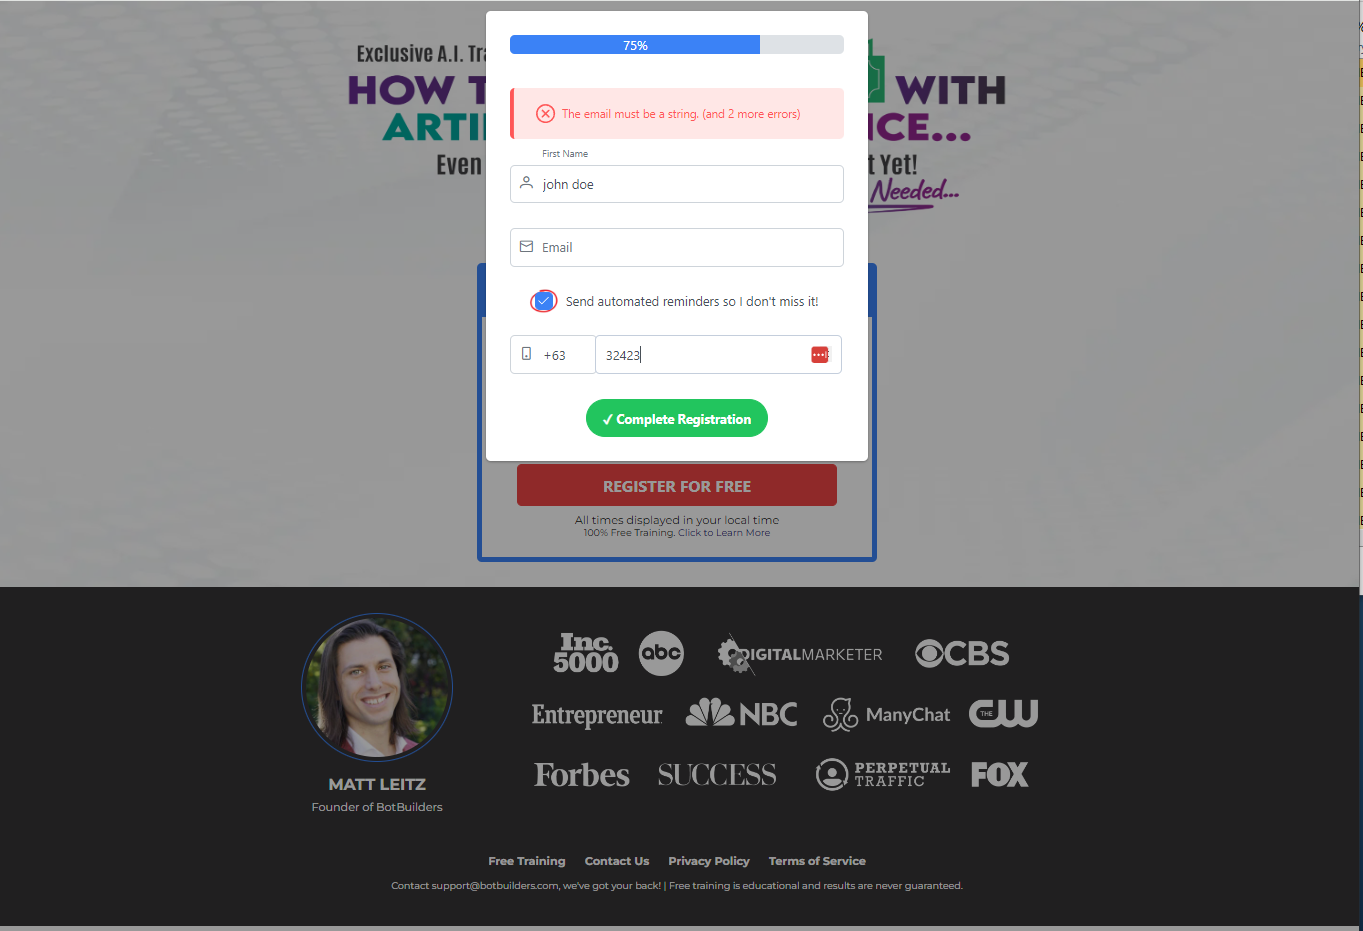 75%
Exclusive A.I. Tra
HOW T
WITH
ARTI
NCE...
Even
t Yet!
Needed...
The email must be a string. (and 2 more errors)
First Name
john doe
Email
Send automated reminders so I don't miss it!
+63
32423
✓ Complete Registration
REGISTER FOR FREE
All times displayed in your local time
100% Free Training. Click to Learn More
Inc. 5000
abc
DIGITALMARKETER
CBS
Entrepreneur
NBC
ManyChat
THE CW
Forbes
SUCCESS
PERPETUAL TRAFFIC
FOX
MATT LEITZ
Founder of BotBuilders
Free Training Contact Us Privacy Policy Terms of Service
Contact support@botbuilders.com, we've got your back! | Free training is educational and results are never guaranteed.